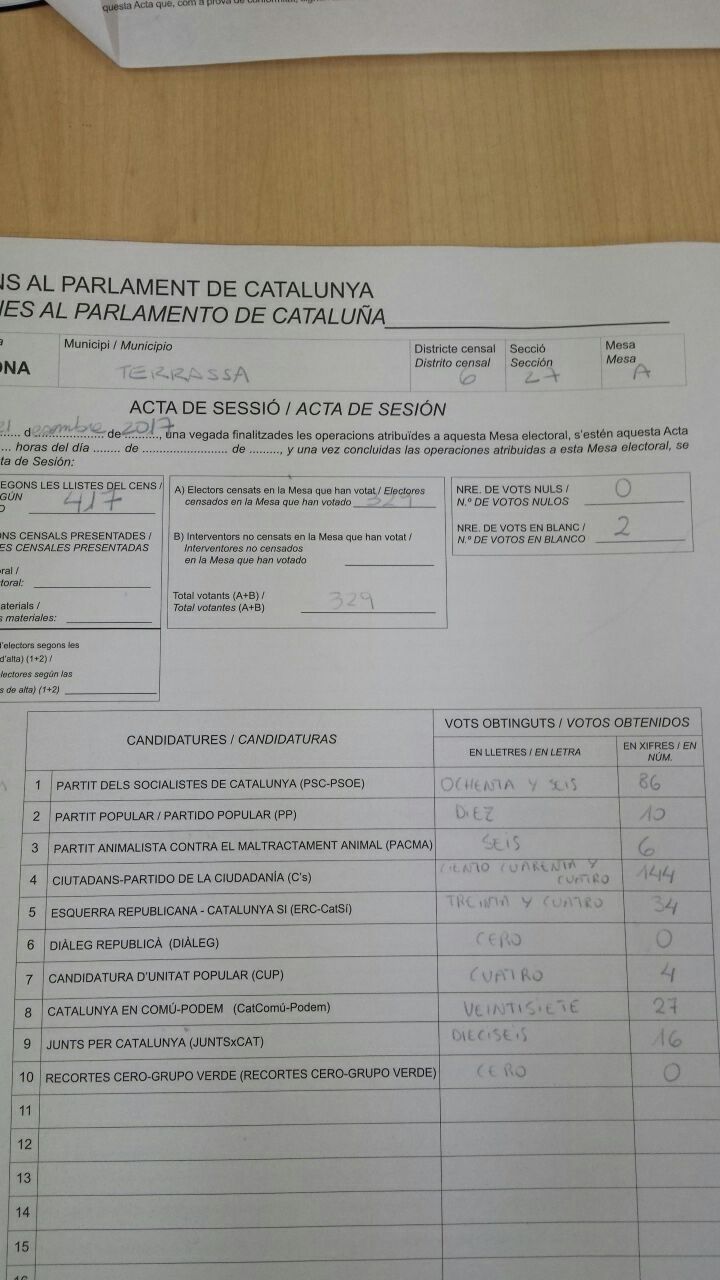 questa Acta que, com a prova de conformitat,
NS AL PARLAMENT DE CATALUNYA
NES AL PARLAMENTO DE CATALUÑA
a
ONA
Municipi / Municipio
TERRASSA
Districte censal
Distrito censal
6
Secció
Sección
27
Mesa
Mesa
A
ACTA DE SESSIÓ / ACTA DE SESIÓN
21 desembre de 2017, una vegada finalitzades les operacions atribuïdes a aquesta Mesa electoral, s'estén aquesta Acta
... horas del día ........ de ........................ de ........., y una vez concluidas las operaciones atribuidas a esta Mesa electoral, se
ta de Sesión:
EGONS LES LLISTES DEL CENS /
GÚN
O
417
ONS CENSALS PRESENTADES /
ES CENSALES PRESENTADAS
oral /
toral:
aterials /
s materiales:
d'electors segons les
d'alta) (1+2) /
lectores según las
s de alta) (1+2)
A) Electors censats en la Mesa que han votat / Electores
censados en la Mesa que han votado 329
B) Interventors no censats en la Mesa que han votat /
Interventores no censados
en la Mesa que han votado
Total votants (A+B) /
Total votantes (A+B) 329
NRE. DE VOTS NULS /
N.º DE VOTOS NULOS 0
NRE. DE VOTS EN BLANC /
N.º DE VOTOS EN BLANCO 2
CANDIDATURES / CANDIDATURAS
VOTS OBTINGUTS / VOTOS OBTENIDOS
EN LLETRES / EN LETRA
EN XIFRES / EN
NÚM.
1 PARTIT DELS SOCIALISTES DE CATALUNYA (PSC-PSOE) OCHENTA Y SEIS 86
2 PARTIT POPULAR / PARTIDO POPULAR (PP) DIEZ 10
3 PARTIT ANIMALISTA CONTRA EL MALTRACTAMENT ANIMAL (PACMA) SEIS 6
4 CIUTADANS-PARTIDO DE LA CIUDADANÍA (C's) CIENTO CUARENTA Y CUATRO 144
5 ESQUERRA REPUBLICANA - CATALUNYA SI (ERC-CatSí) TREINTA Y CUATRO 34
6 DIÀLEG REPUBLICÀ (DIÀLEG) CERO 0
7 CANDIDATURA D'UNITAT POPULAR (CUP) CUATRO 4
8 CATALUNYA EN COMÚ-PODEM (CatComú-Podem) VEINTISIETE 27
9 JUNTS PER CATALUNYA (JUNTSxCAT) DIECISEIS 16
10 RECORTES CERO-GRUPO VERDE (RECORTES CERO-GRUPO VERDE) CERO 0
11
12
13
14
15
16